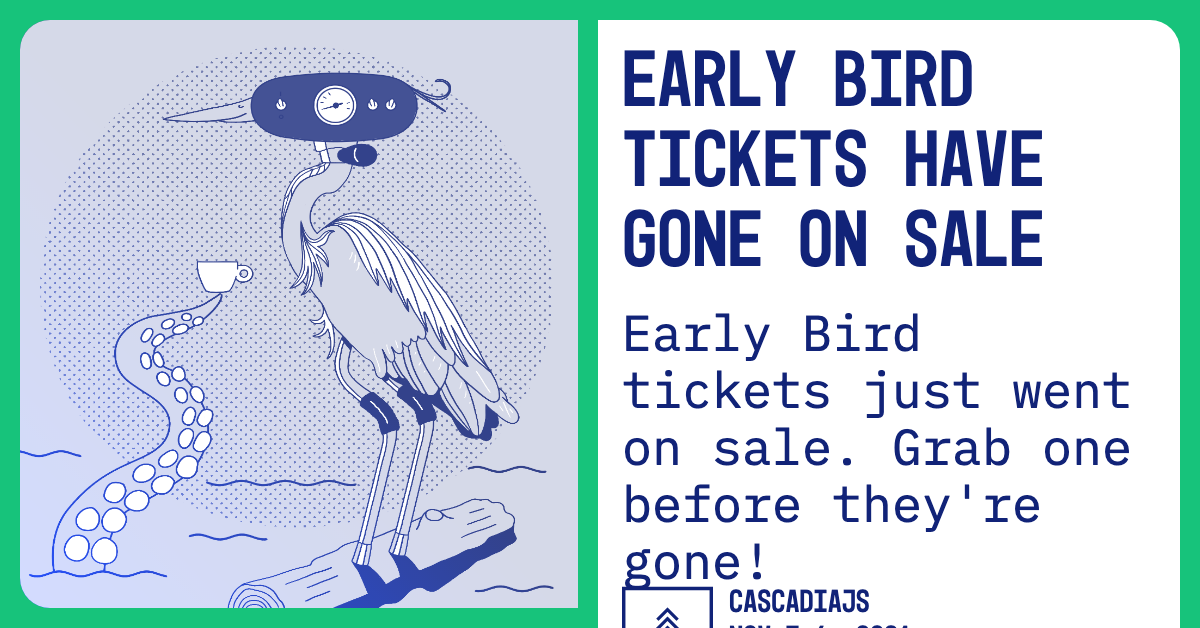 EARLY BIRD
TICKETS HAVE
GONE ON SALE
Early Bird
tickets just went
on sale. Grab one
before they're
gone!
CASCADIAJS